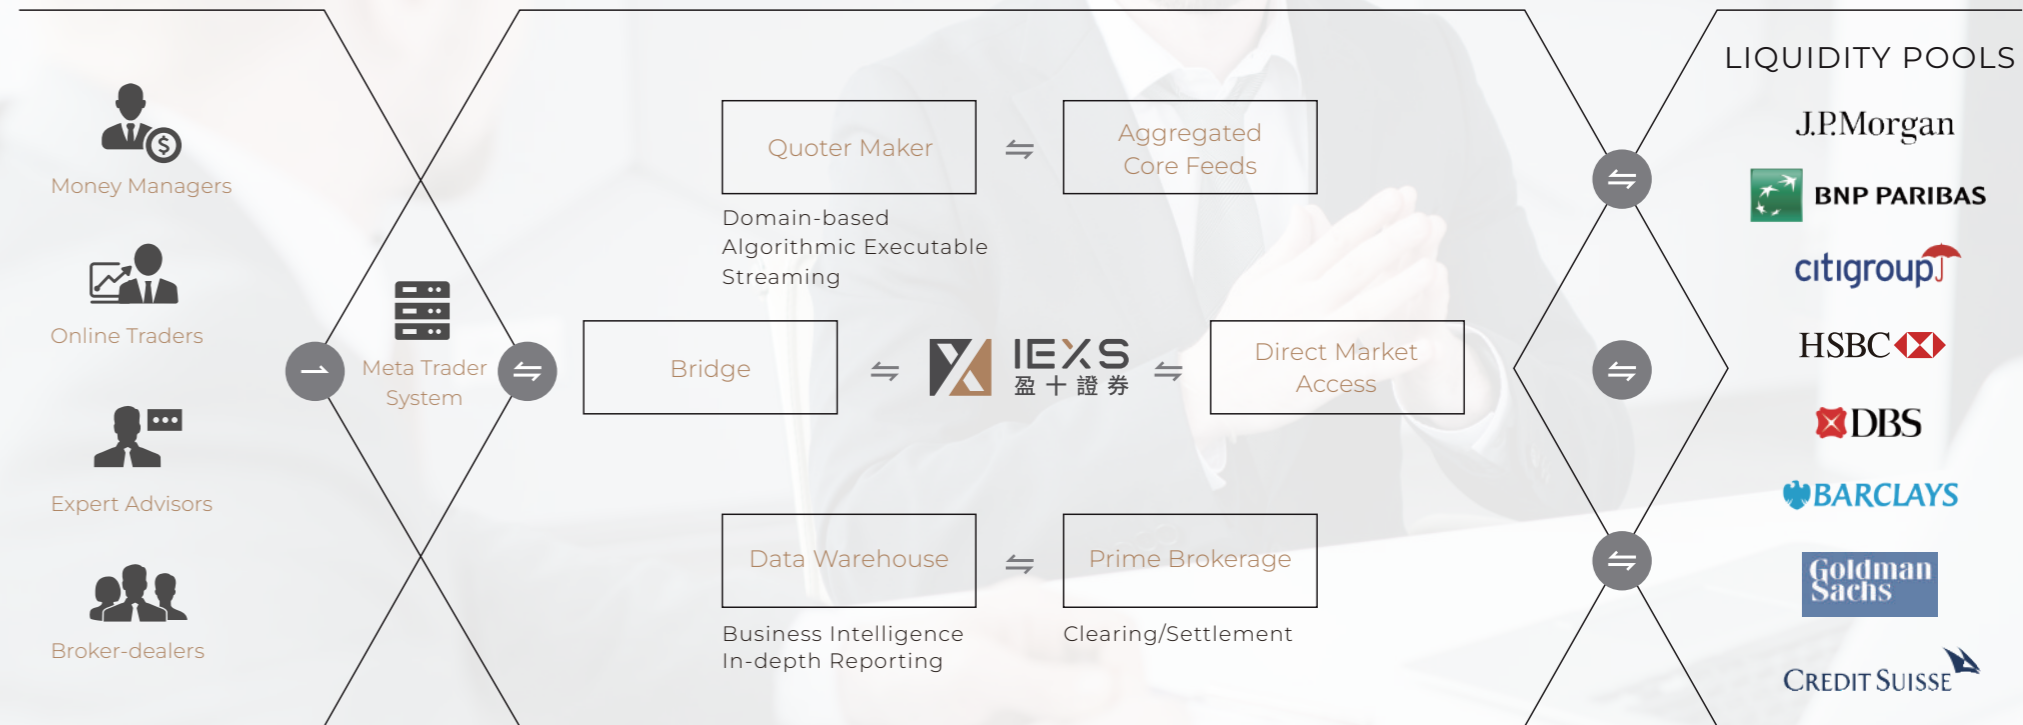 LIQUIDITY POOLS
Money Managers
Online Traders
Expert Advisors
Broker-dealers
Meta Trader
System
Quoter Maker
Aggregated
Core Feeds
Domain-based
Algorithmic Executable
Streaming
Bridge
IEXS
盈十證券
Direct Market
Access
Data Warehouse
Prime Brokerage
Business Intelligence
In-depth Reporting
Clearing/Settlement
J.P.Morgan
BNP PARIBAS
citigroup
HSBC
DBS
BARCLAYS
Goldman
Sachs
CREDIT SUISSE